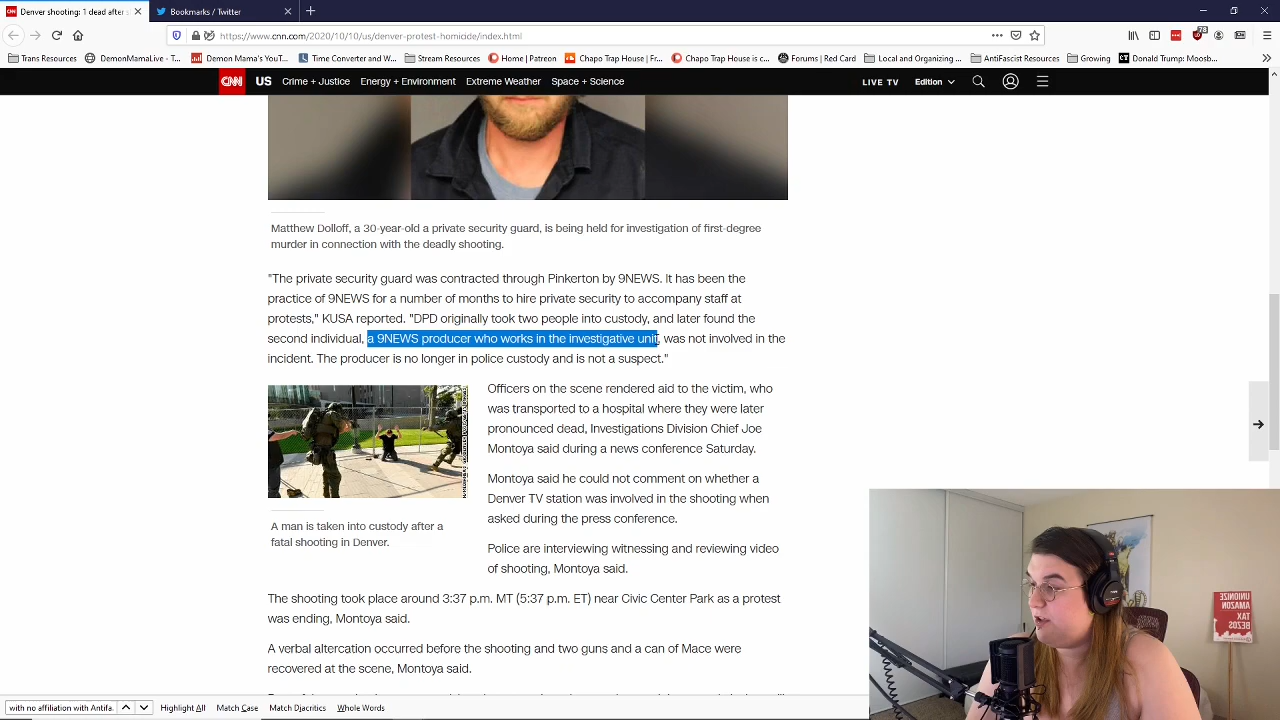 Denver shooting: 1 dead after s
Bookmarks / Twitter
https://www.cnn.com/2020/10/10/us/denver-protest-homicide/index.html
78
Trans Resources
DemonMamaLive - T...
Demon Mama's YouT...
Time Converter and W...
Stream Resources
Home | Patreon
Chapo Trap House is c...
Chapo Trap House is c...
Forums | Red Card
Local and Organizing ...
AntiFascist Resources
Growing
Donald Trump: Moosb...
CNN US Crime + Justice Energy + Environment Extreme Weather Space + Science LIVE TV Edition
Matthew Dolloff, a 30-year-old a private security guard, is being held for investigation of first-degree
murder in connection with the deadly shooting.
"The private security guard was contracted through Pinkerton by 9NEWS. It has been the
practice of 9NEWS for a number of months to hire private security to accompany staff at
protests," KUSA reported. "DPD originally took two people into custody, and later found the
second individual, a 9NEWS producer who works in the investigative unit, was not involved in the
incident. The producer is no longer in police custody and is not a suspect."
Officers on the scene rendered aid to the victim, who
was transported to a hospital where they were later
pronounced dead, Investigations Division Chief Joe
Montoya said during a news conference Saturday.
Montoya said he could not comment on whether a
Denver TV station was involved in the shooting when
asked during the press conference.
Police are interviewing witnessing and reviewing video
of shooting, Montoya said.
A man is taken into custody after a
fatal shooting in Denver.
The shooting took place around 3:37 p.m. MT (5:37 p.m. ET) near Civic Center Park as a protest
was ending, Montoya said.
A verbal altercation occurred before the shooting and two guns and a can of Mace were
recovered at the scene, Montoya said.
UNIONIZE
AMAZON
TAX
BEZOS
with no affiliation with Antifa.
Highlight All
Match Case
Match Diacritics
Whole Words